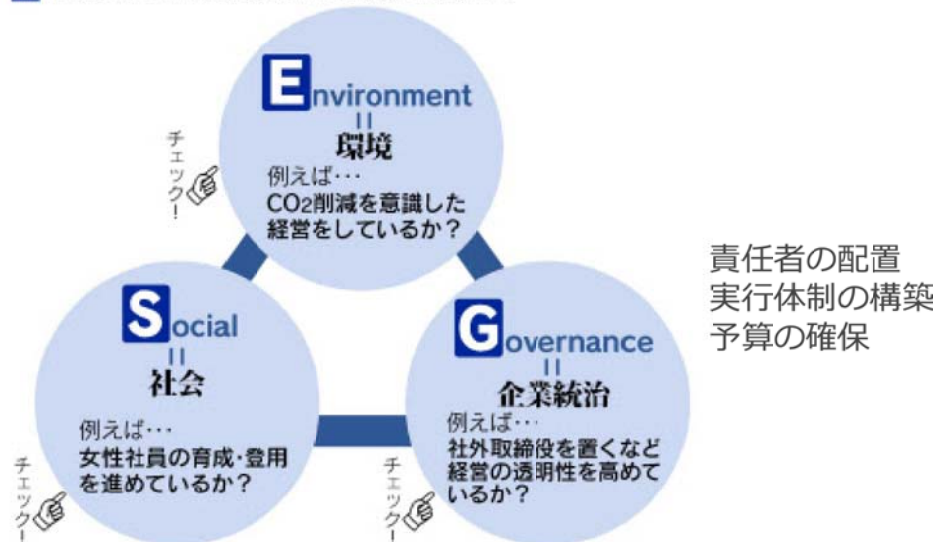 Environment
=
環境
例えば･･･
CO2削減を意識した
経営をしているか？
チェック！
Social
=
社会
例えば･･･
女性社員の育成･登用
を進めているか？
チェック！
Governance
=
企業統治
例えば･･･
社外取締役を置くなど
経営の透明性を高めて
いるか？
チェック！
責任者の配置
実行体制の構築
予算の確保